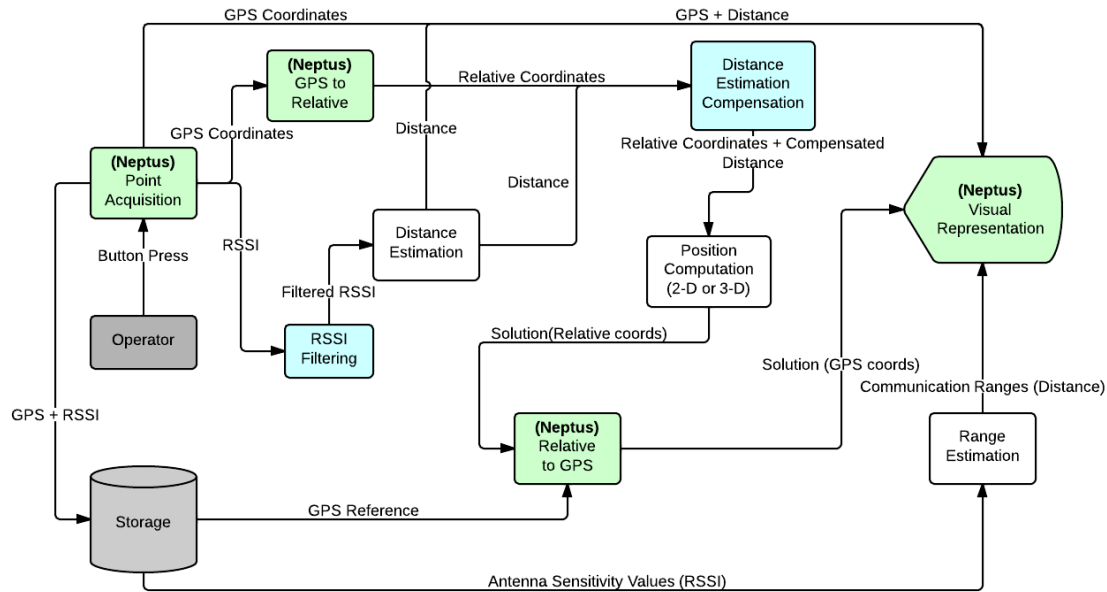 GPS Coordinates
GPS + Distance
(Neptus)
GPS to
Relative
Relative Coordinates
Distance
Estimation
Compensation
GPS Coordinates
Distance
Relative Coordinates + Compensated
Distance
(Neptus)
Point
Acquisition
Distance
(Neptus)
Visual
Representation
RSSI
Distance
Estimation
Position
Computation
(2-D or 3-D)
Button Press
Filtered RSSI
Operator
RSSI
Filtering
Solution(Relative coords)
Solution (GPS coords)
Communication Ranges (Distance)
GPS + RSSI
(Neptus)
Relative
to GPS
Range
Estimation
Storage
GPS Reference
Antenna Sensitivity Values (RSSI)